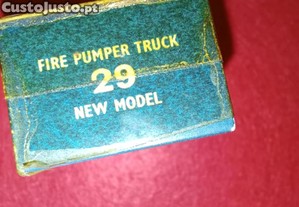 CustoJusto.pt
FIRE PUMPER TRUCK
29
NEW MODEL